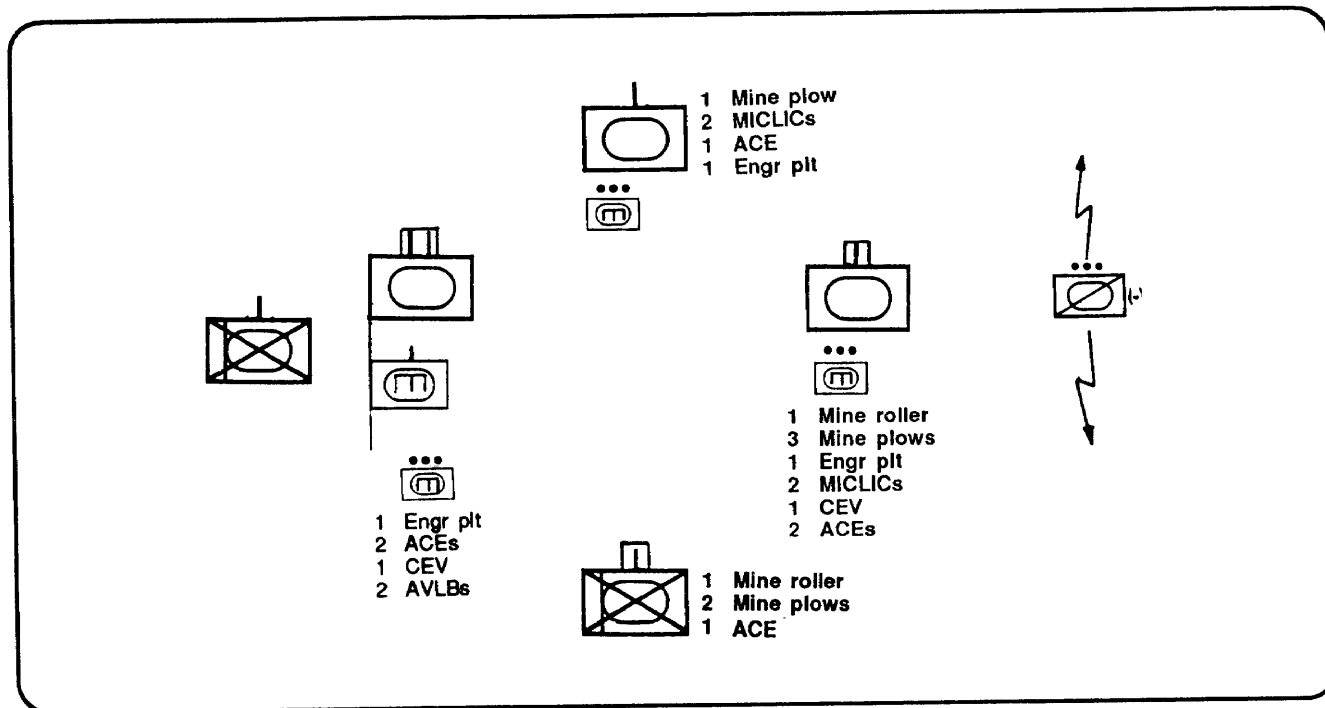 1 Mine plow
2 MICLICs
1 ACE
1 Engr plt
(-)
1 Mine roller
3 Mine plows
1 Engr plt
2 MICLICs
1 CEV
2 ACEs
1 Engr plt
2 ACEs
1 CEV
2 AVLBs
1 Mine roller
2 Mine plows
1 ACE